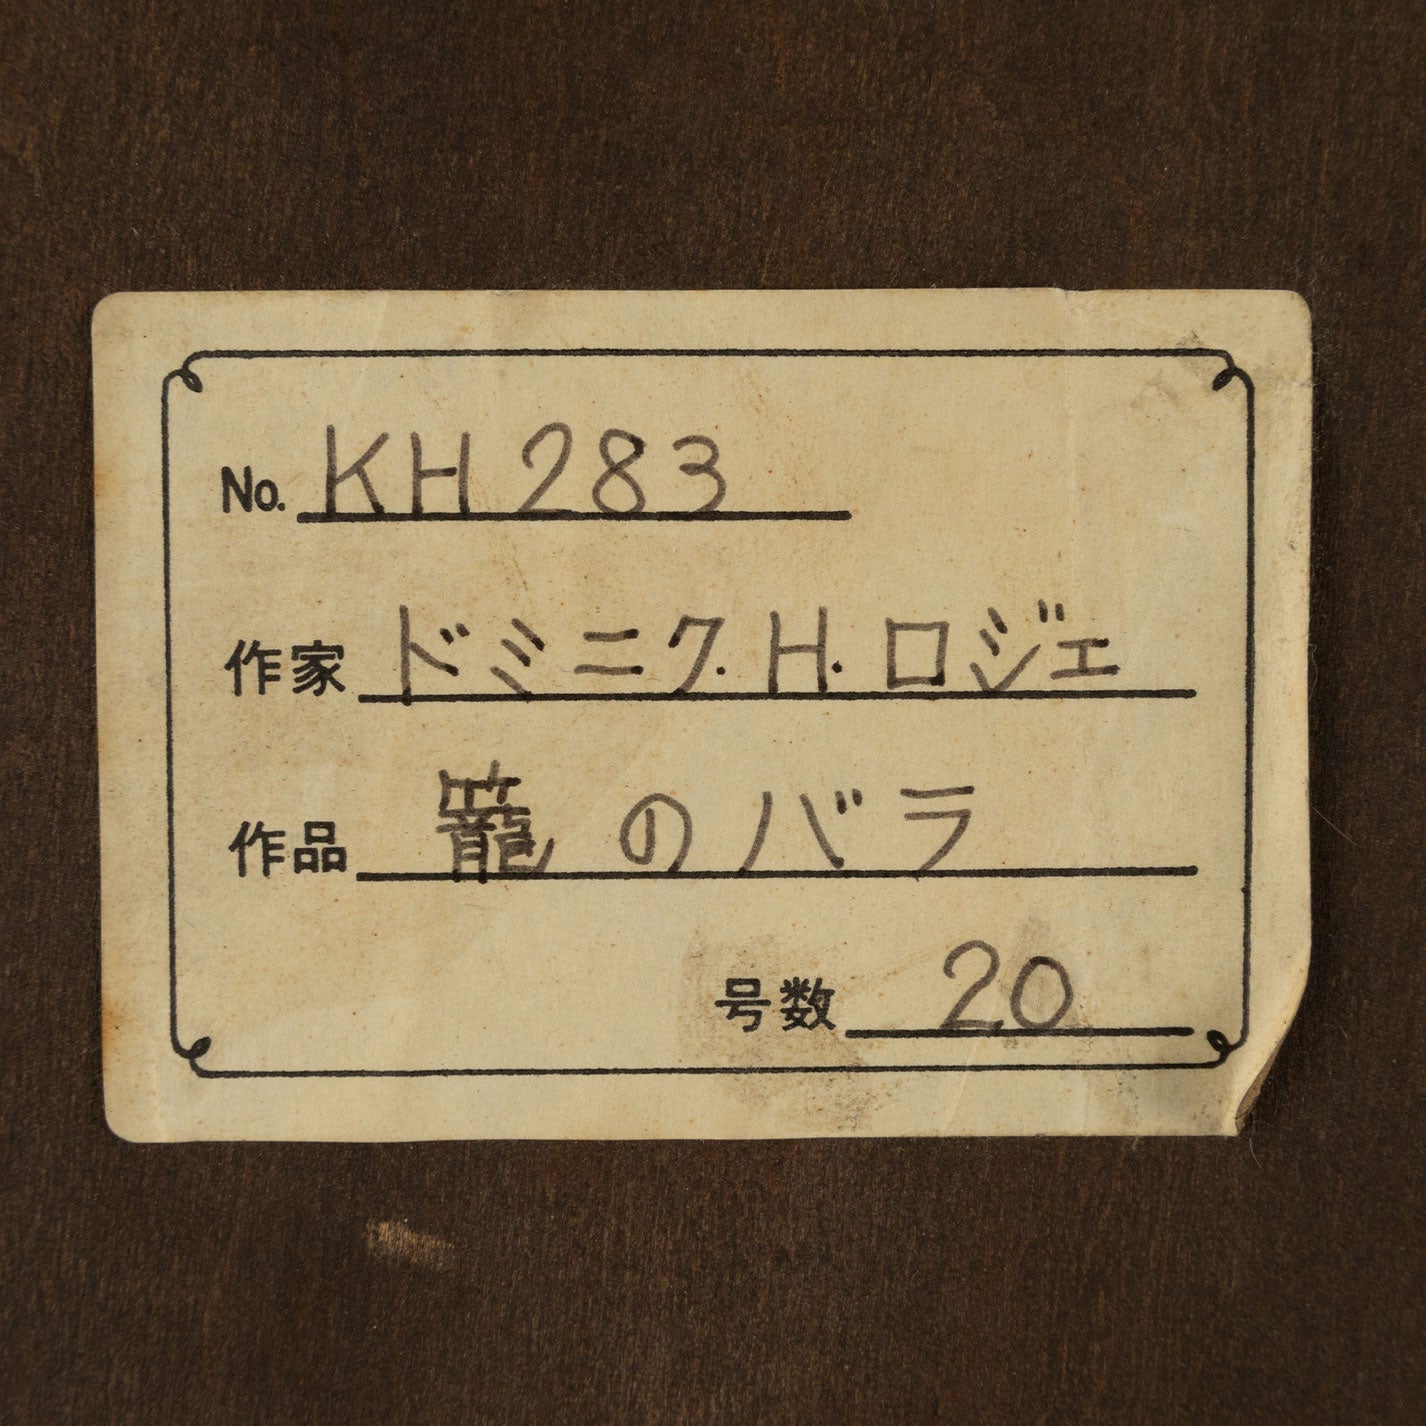 No. KH283
作家 ドミニク.H.ロジェ
作品 籠のバラ
号数 20